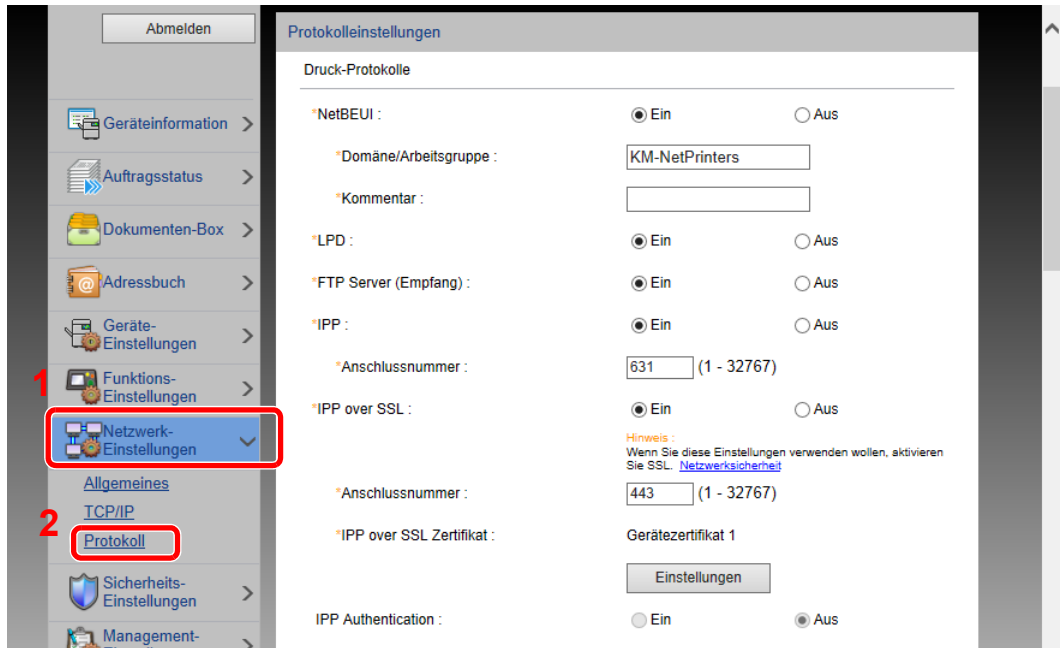 Abmelden
Geräteinformation
Auftragsstatus
Dokumenten-Box
Adressbuch
Geräte-
Einstellungen
1
Funktions-
Einstellungen
Netzwerk-
Einstellungen
Allgemeines
TCP/IP
2
Protokoll
Sicherheits-
Einstellungen
Management-
Protokolleinstellungen
Druck-Protokolle
*NetBEUI : Ein Aus
*Domäne/Arbeitsgruppe : KM-NetPrinters
*Kommentar :
*LPD : Ein Aus
*FTP Server (Empfang) : Ein Aus
*IPP : Ein Aus
*Anschlussnummer : 631 (1 - 32767)
*IPP over SSL : Ein Aus
Hinweis :
Wenn Sie diese Einstellungen verwenden wollen, aktivieren
Sie SSL. Netzwerksicherheit
*Anschlussnummer : 443 (1 - 32767)
*IPP over SSL Zertifikat : Gerätezertifikat 1
Einstellungen
IPP Authentication : Ein Aus